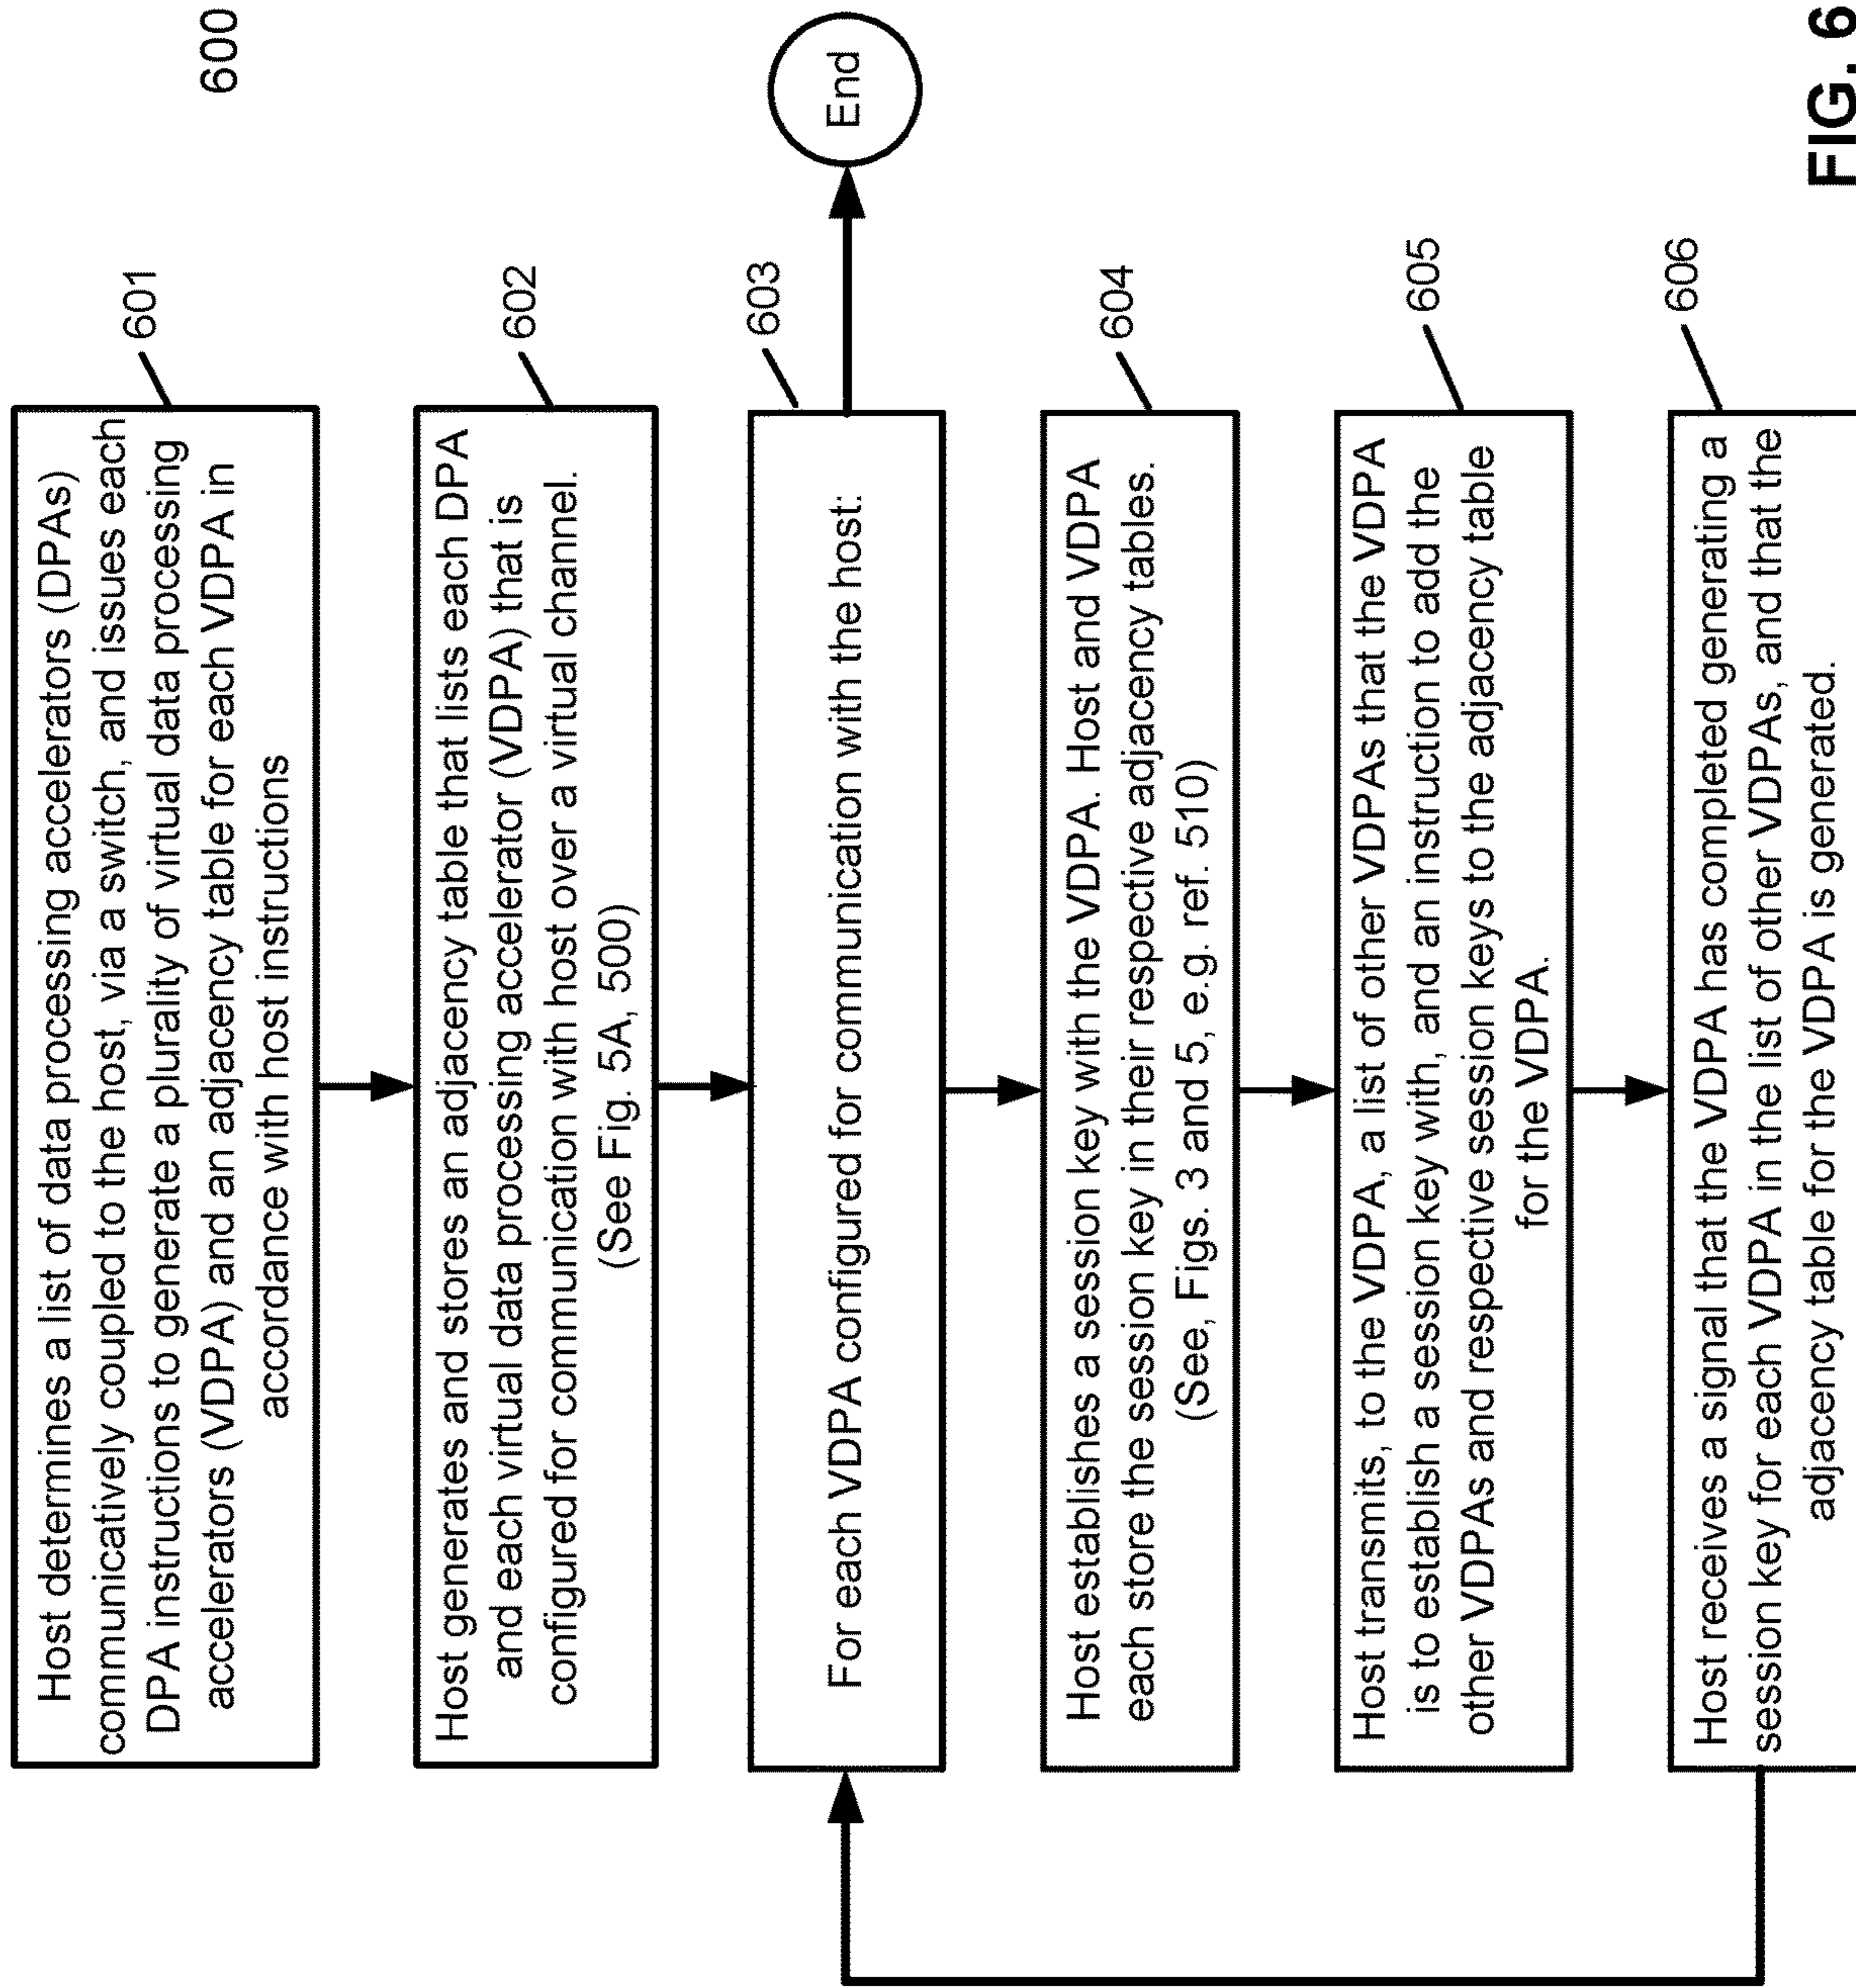 600
Host determines a list of data processing accelerators (DPAs)
communicatively coupled to the host, via a switch, and issues each
DPA instructions to generate a plurality of virtual data processing
accelerators (VDPA) and an adjacency table for each VDPA in
accordance with host instructions
601
Host generates and stores an adjacency table that lists each DPA
and each virtual data processing accelerator (VDPA) that is
configured for communication with host over a virtual channel.
(See Fig. 5A, 500)
602
For each VDPA configured for communication with the host:
603
End
Host establishes a session key with the VDPA. Host and VDPA
each store the session key in their respective adjacency tables.
(See, Figs. 3 and 5, e.g. ref. 510)
604
Host transmits, to the VDPA, a list of other VDPAs that the VDPA
is to establish a session key with, and an instruction to add the
other VDPAs and respective session keys to the adjacency table
for the VDPA.
605
Host receives a signal that the VDPA has completed generating a
session key for each VDPA in the list of other VDPAs, and that the
adjacency table for the VDPA is generated.
606
FIG. 6